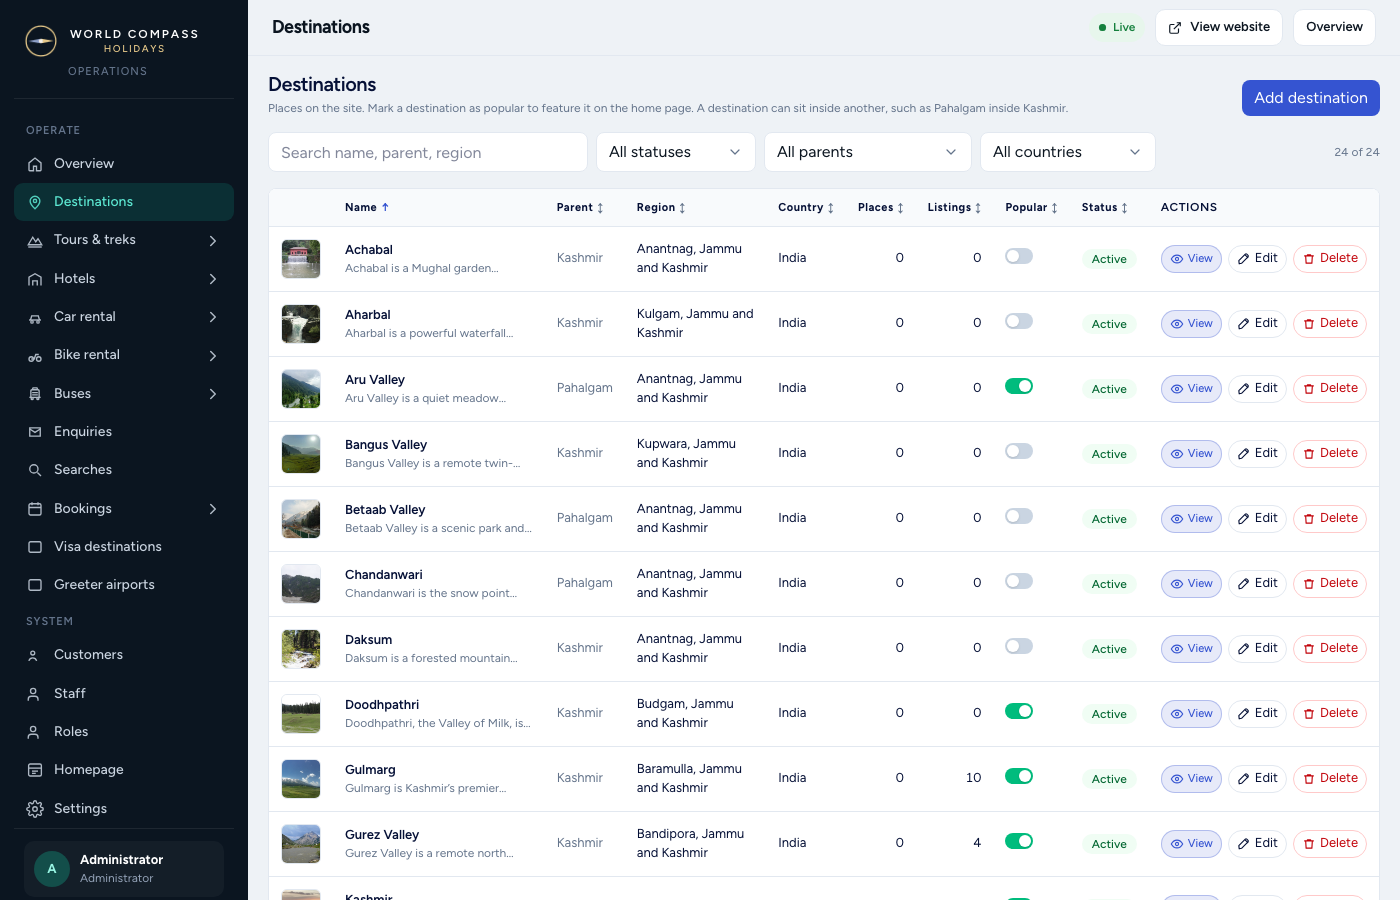 WORLD COMPASS
HOLIDAYS
OPERATIONS
OPERATE
Overview
Destinations
Tours & treks
Hotels
Car rental
Bike rental
Buses
Enquiries
Searches
Bookings
Visa destinations
Greeter airports
SYSTEM
Customers
Staff
Roles
Homepage
Settings
A
Administrator
Administrator
Destinations
Live
View website
Overview
Destinations
Places on the site. Mark a destination as popular to feature it on the home page. A destination can sit inside another, such as Pahalgam inside Kashmir.
Add destination
Search name, parent, region
All statuses
All parents
All countries
24 of 24
Name ↑ Parent ↕ Region ↕ Country ↕ Places ↕ Listings ↕ Popular ↕ Status ↕ ACTIONS
Achabal
Achabal is a Mughal garden...
Kashmir
Anantnag, Jammu
and Kashmir
India 0 0 Active View Edit Delete
Aharbal
Aharbal is a powerful waterfall...
Kashmir
Kulgam, Jammu and
Kashmir
India 0 0 Active View Edit Delete
Aru Valley
Aru Valley is a quiet meadow...
Pahalgam
Anantnag, Jammu
and Kashmir
India 0 0 Active View Edit Delete
Bangus Valley
Bangus Valley is a remote twin-...
Kashmir
Kupwara, Jammu
and Kashmir
India 0 0 Active View Edit Delete
Betaab Valley
Betaab Valley is a scenic park and...
Pahalgam
Anantnag, Jammu
and Kashmir
India 0 0 Active View Edit Delete
Chandanwari
Chandanwari is the snow point...
Pahalgam
Anantnag, Jammu
and Kashmir
India 0 0 Active View Edit Delete
Daksum
Daksum is a forested mountain...
Kashmir
Anantnag, Jammu
and Kashmir
India 0 0 Active View Edit Delete
Doodhpathri
Doodhpathri, the Valley of Milk, is...
Kashmir
Budgam, Jammu
and Kashmir
India 0 0 Active View Edit Delete
Gulmarg
Gulmarg is Kashmir's premier...
Kashmir
Baramulla, Jammu
and Kashmir
India 0 10 Active View Edit Delete
Gurez Valley
Gurez Valley is a remote north...
Kashmir
Bandipora, Jammu
and Kashmir
India 0 4 Active View Edit Delete
Kashmir